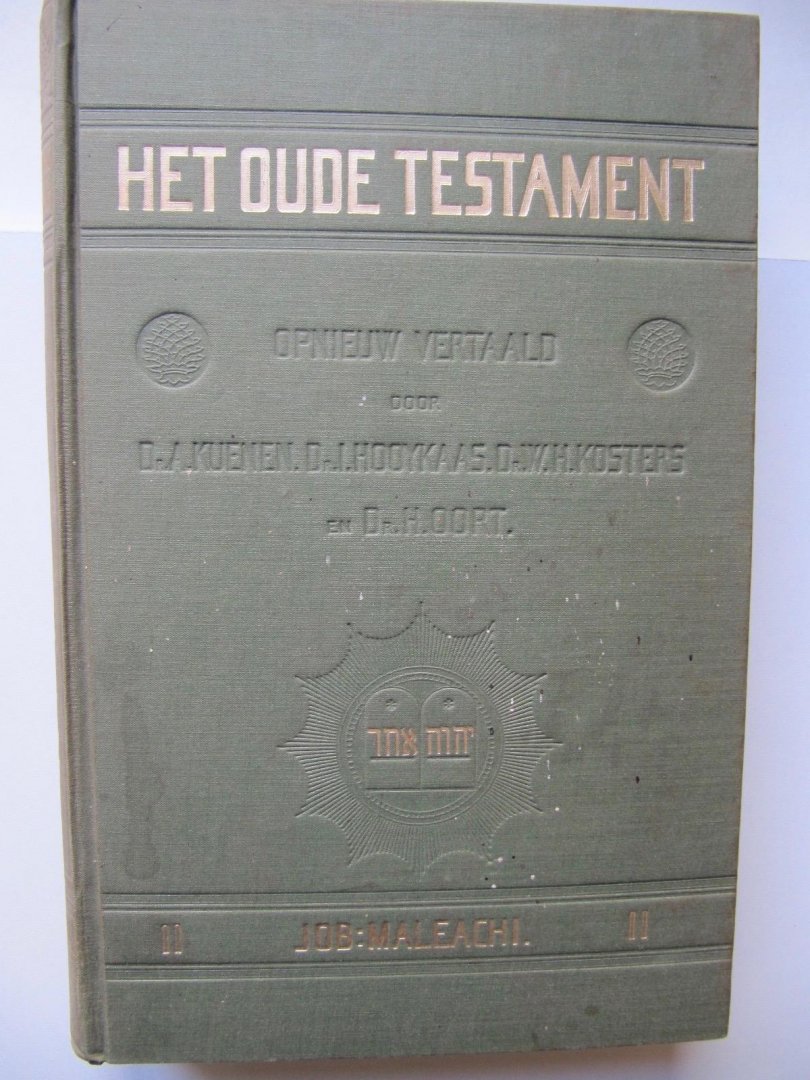 HET OUDE TESTAMENT
OPNIEUW VERTAALD
DOOR
Dr. A. KUENEN. Dr. I. HOOYKAAS. Dr. W. H. KOSTERS
EN Dr. H. OORT.
יהוה אחד
II JOB: MALEACHI. II